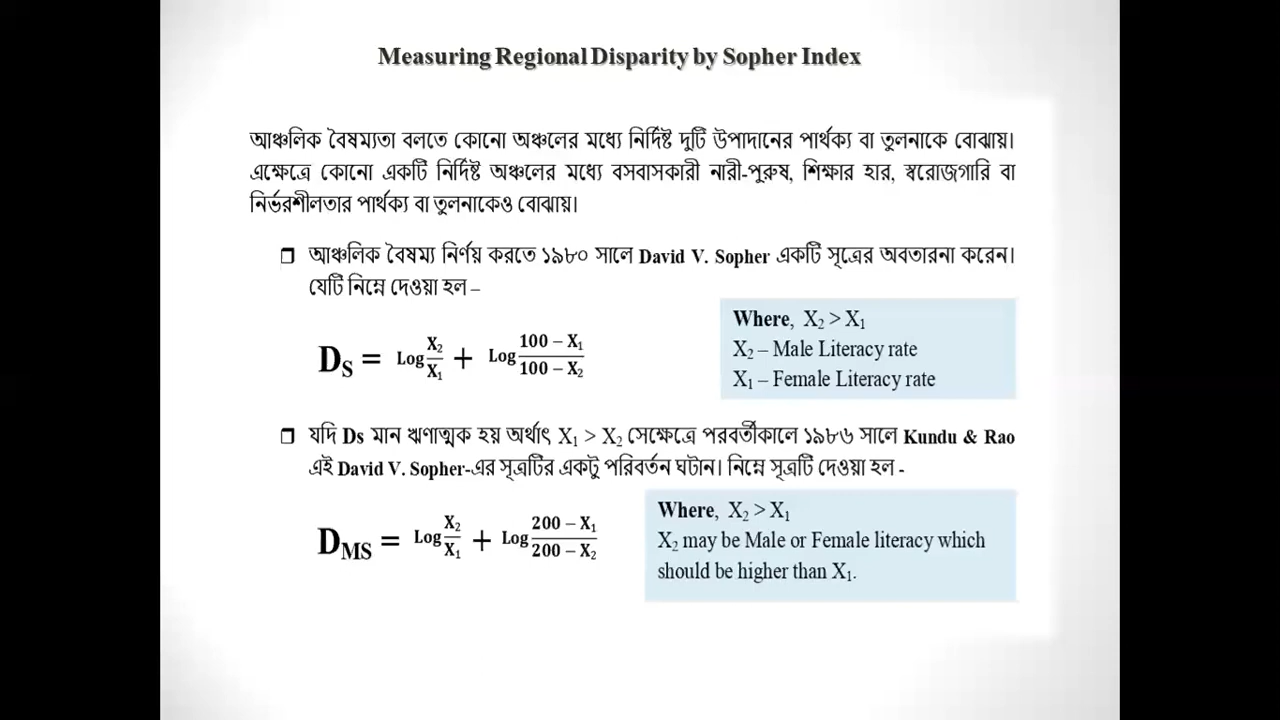 Measuring Regional Disparity by Sopher Index
আঞ্চলিক বৈষম্যতা বলতে কোনো অঞ্চলের মধ্যে নির্দিষ্ট দুটি উপাদানের পার্থক্য বা তুলনাকে বোঝায়।
এক্ষেত্রে কোনো একটি নির্দিষ্ট অঞ্চলের মধ্যে বসবাসকারী নারী-পুরুষ, শিক্ষার হার, স্বরোজগারি বা
নির্ভরশীলতার পার্থক্য বা তুলনাকেও বোঝায়।
❒ আঞ্চলিক বৈষম্য নির্ণয় করতে ১৯৮০ সালে David V. Sopher একটি সূত্রের অবতারনা করেন।
যেটি নিম্নে দেওয়া হল –
D_S = Log X₂/X₁ + Log (100 – X₁)/(100 – X₂)
Where, X₂ > X₁
X₂ – Male Literacy rate
X₁ – Female Literacy rate
❒ যদি Ds মান ঋণাত্মক হয় অর্থাৎ X₁ > X₂ সেক্ষেত্রে পরবর্তীকালে ১৯৮৬ সালে Kundu & Rao
এই David V. Sopher-এর সূত্রটির একটু পরিবর্তন ঘটান। নিম্নে সূত্রটি দেওয়া হল -
D_MS = Log X₂/X₁ + Log (200 – X₁)/(200 – X₂)
Where, X₂ > X₁
X₂ may be Male or Female literacy which
should be higher than X₁.